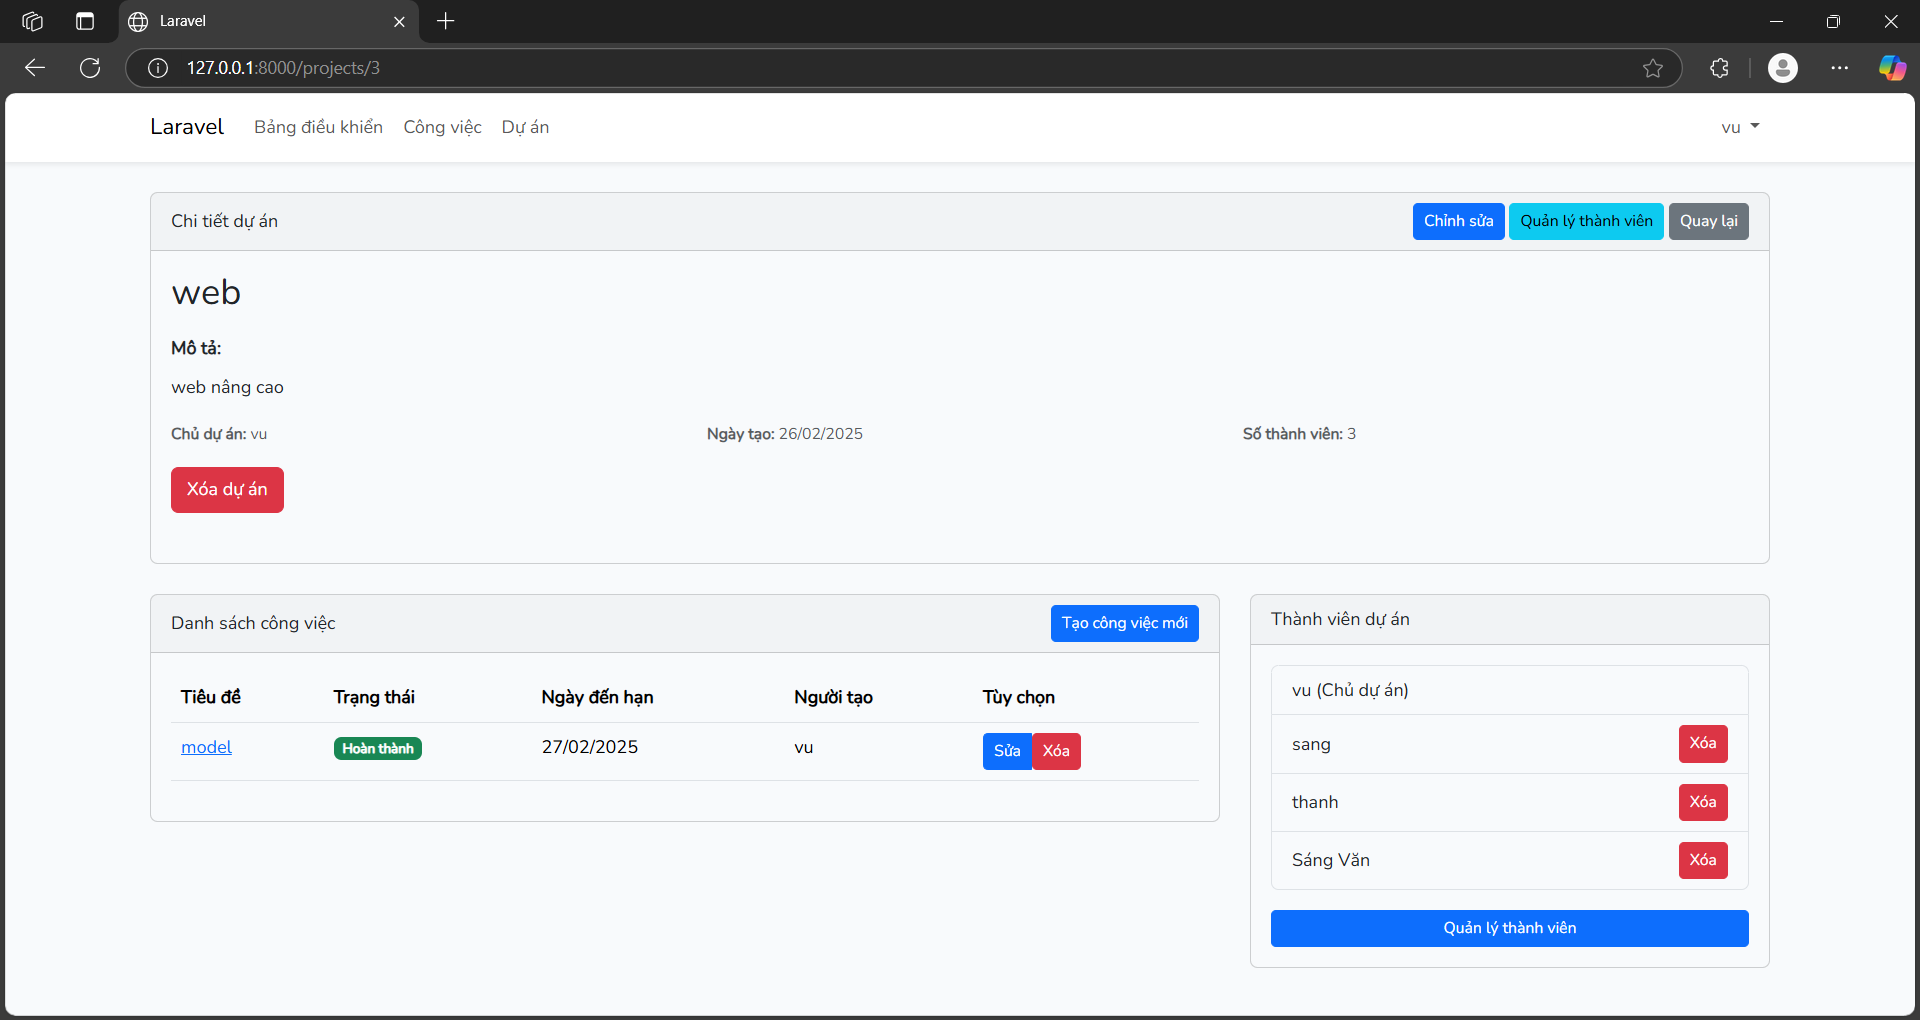 Laravel
127.0.0.1:8000/projects/3
Laravel Bảng điều khiển Công việc Dự án vu
Chi tiết dự án Chỉnh sửa Quản lý thành viên Quay lại
web
Mô tả:
web nâng cao
Chủ dự án: vu Ngày tạo: 26/02/2025 Số thành viên: 3
Xóa dự án
Danh sách công việc Tạo công việc mới
Tiêu đề Trạng thái Ngày đến hạn Người tạo Tùy chọn
model Hoàn thành 27/02/2025 vu Sửa Xóa
Thành viên dự án
vu (Chủ dự án)
sang Xóa
thanh Xóa
Sáng Văn Xóa
Quản lý thành viên